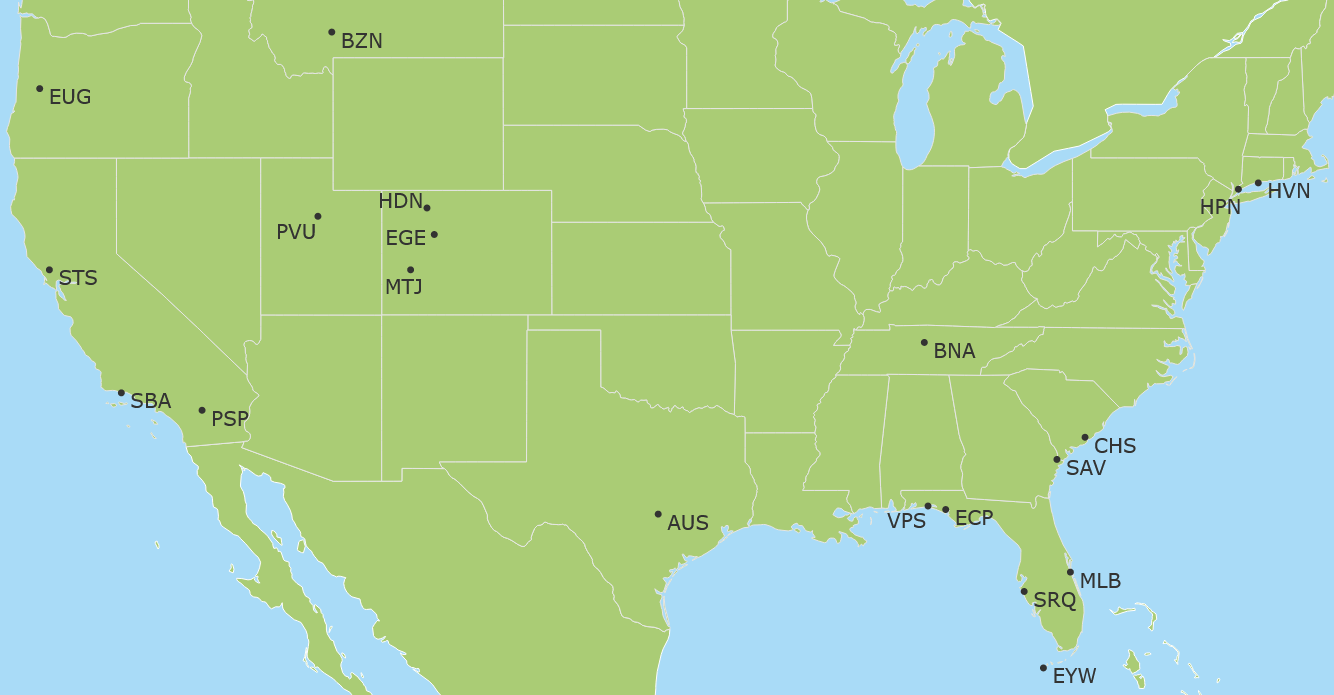 BZN
EUG
HVN
HDN
HPN
PVU
EGE
STS
MTJ
BNA
SBA
PSP
CHS
SAV
ECP
VPS
AUS
MLB
SRQ
EYW